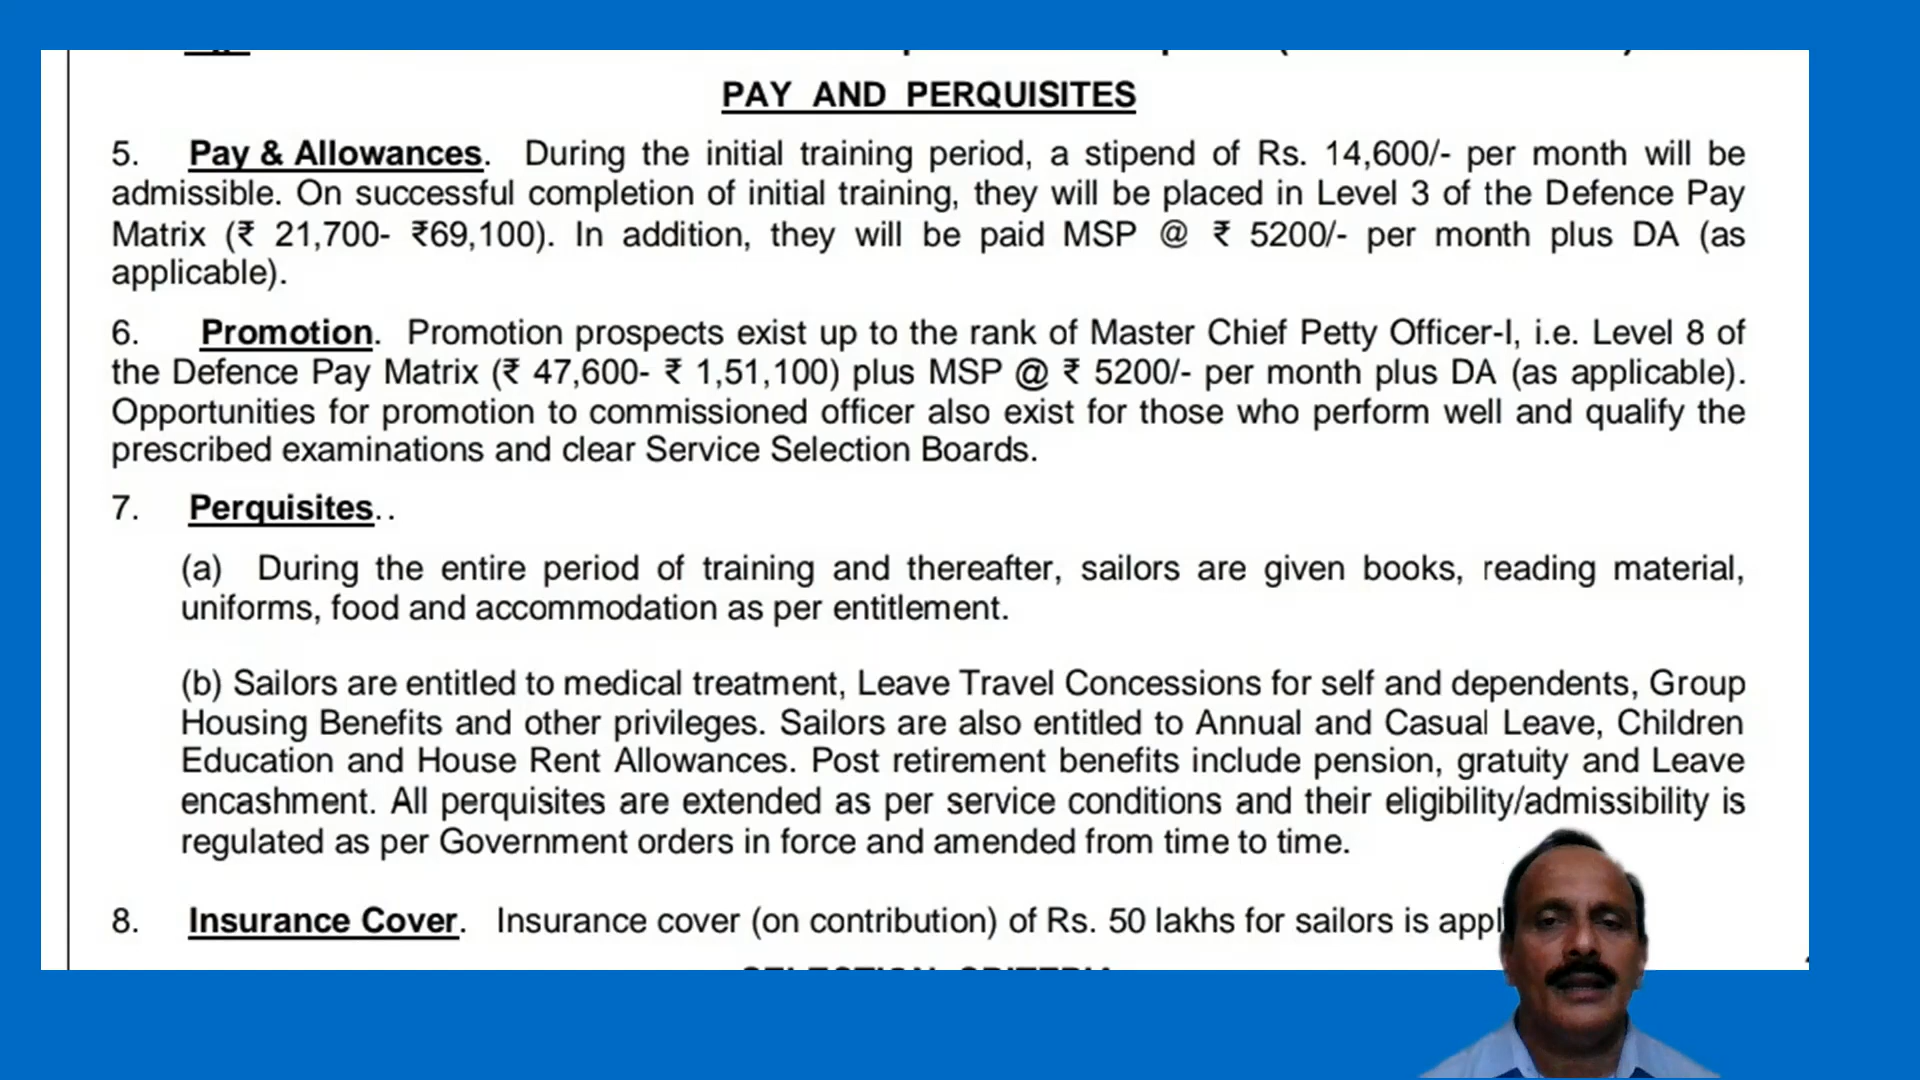 PAY AND PERQUISITES
5. Pay & Allowances. During the initial training period, a stipend of Rs. 14,600/- per month will be
admissible. On successful completion of initial training, they will be placed in Level 3 of the Defence Pay
Matrix (₹ 21,700- ₹69,100). In addition, they will be paid MSP @ ₹ 5200/- per month plus DA (as
applicable).
6. Promotion. Promotion prospects exist up to the rank of Master Chief Petty Officer-I, i.e. Level 8 of
the Defence Pay Matrix (₹ 47,600- ₹ 1,51,100) plus MSP @ ₹ 5200/- per month plus DA (as applicable).
Opportunities for promotion to commissioned officer also exist for those who perform well and qualify the
prescribed examinations and clear Service Selection Boards.
7. Perquisites..
(a) During the entire period of training and thereafter, sailors are given books, reading material,
uniforms, food and accommodation as per entitlement.
(b) Sailors are entitled to medical treatment, Leave Travel Concessions for self and dependents, Group
Housing Benefits and other privileges. Sailors are also entitled to Annual and Casual Leave, Children
Education and House Rent Allowances. Post retirement benefits include pension, gratuity and Leave
encashment. All perquisites are extended as per service conditions and their eligibility/admissibility is
regulated as per Government orders in force and amended from time to time.
8. Insurance Cover. Insurance cover (on contribution) of Rs. 50 lakhs for sailors is appl